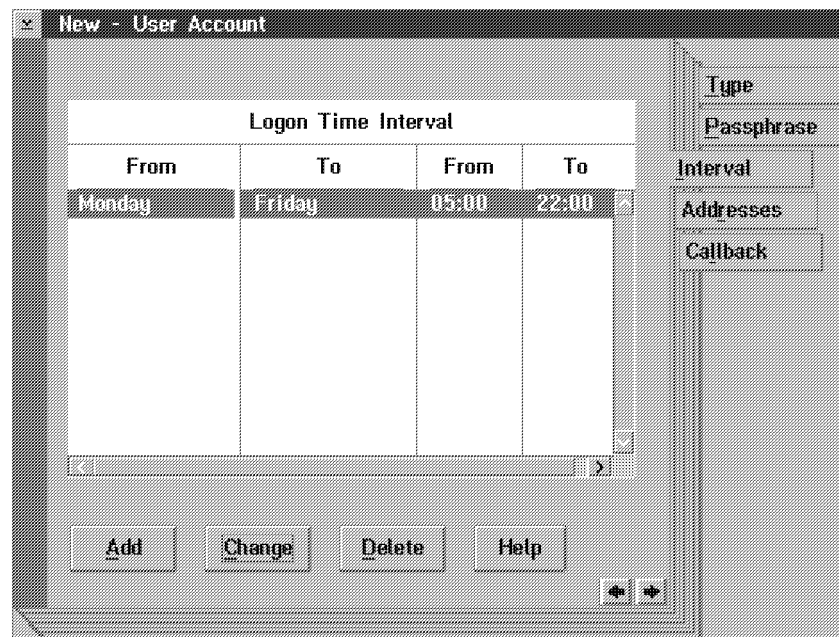 New - User Account
Type
Passphrase
Interval
Addresses
Callback
Logon Time Interval
From To From To
Monday Friday 05:00 22:00
Add Change Delete Help